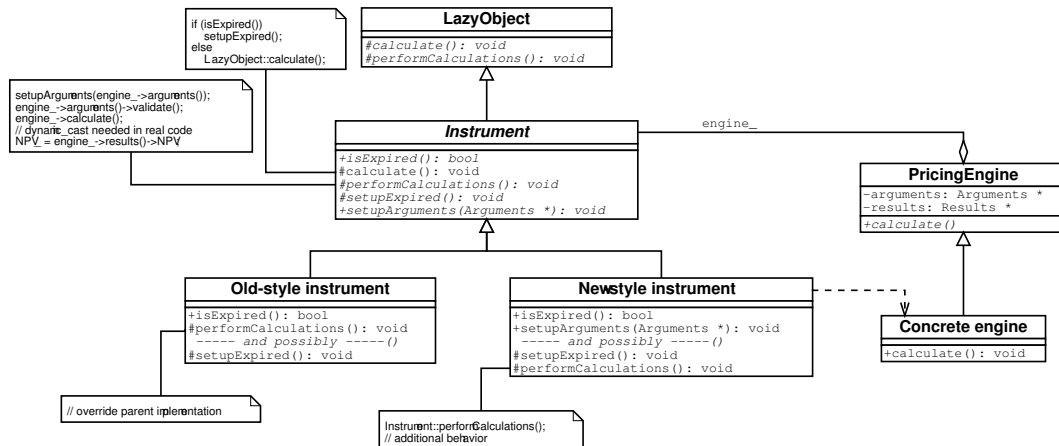 if (isExpired())
setupExpired();
else
LazyObject::calculate();
LazyObject
#calculate(): void
#performCalculations(): void
setupArguments(engine_->arguments());
engine_->arguments()->validate();
engine_->calculate();
// dynamic_cast needed in real code
NPV_ = engine_->results()->NPV;
Instrument
+isExpired(): bool
#calculate(): void
#performCalculations(): void
#setupExpired(): void
+setupArguments(Arguments *): void
engine_
PricingEngine
-arguments: Arguments *
-results: Results *
+calculate()
Old-style instrument
+isExpired(): bool
#performCalculations(): void
----- and possibly -----()
#setupExpired(): void
New-style instrument
+isExpired(): bool
+setupArguments(Arguments *): void
----- and possibly -----()
#setupExpired(): void
#performCalculations(): void
Concrete engine
+calculate(): void
// override parent implementation
Instrument::performCalculations();
// additional behavior